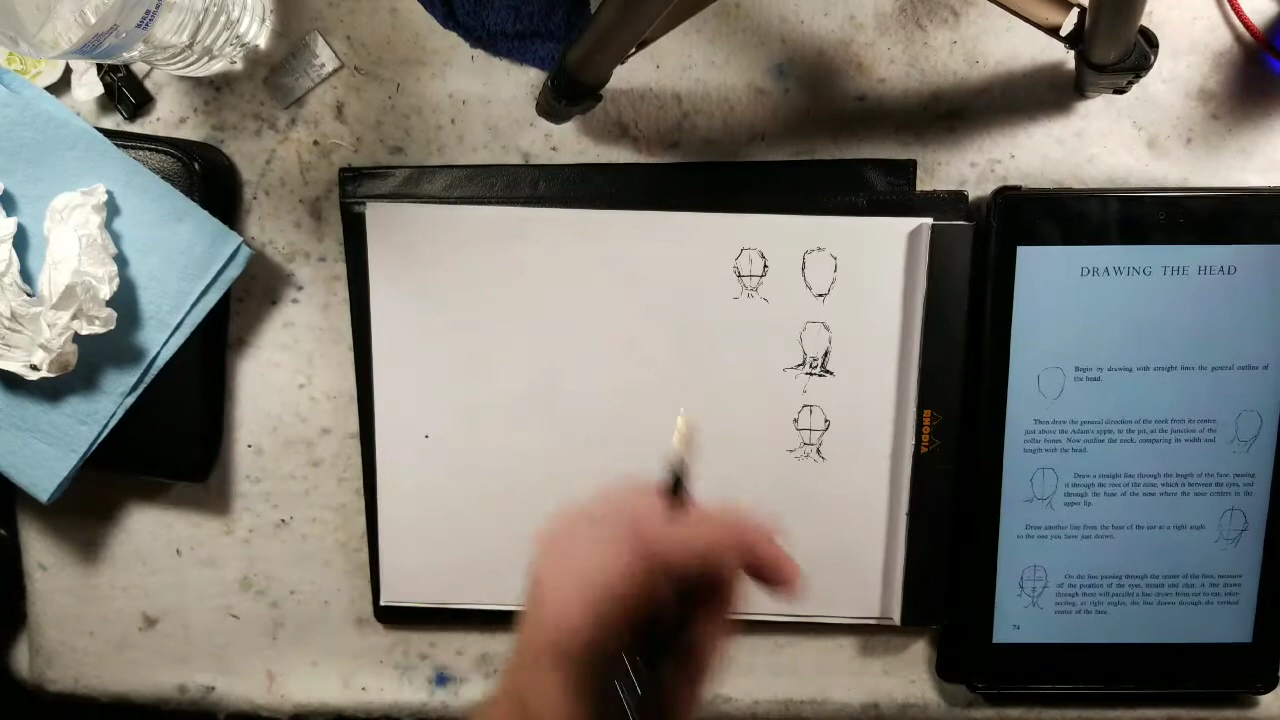 DRAWING THE HEAD
Begin by drawing with straight lines the general outline of
the head.
Then draw the general direction of the neck from its center,
just above the Adam's apple, to the pit, at the junction of the
collar bones. Now outline the neck, comparing its width and
length with the head.
Draw a straight line through the length of the face, passing
it through the root of the nose, which is between the eyes, and
through the base of the nose where the nose centers in the
upper lip.
Draw another line from the base of the ear at a right angle
to the one you have just drawn.
On the line passing through the center of the face, measure
off the position of the eyes, mouth and chin. A line drawn
through these will parallel a line drawn from ear to ear, inter-
secting, at right angles, the line drawn through the vertical
center of the face.
74
RHODIA